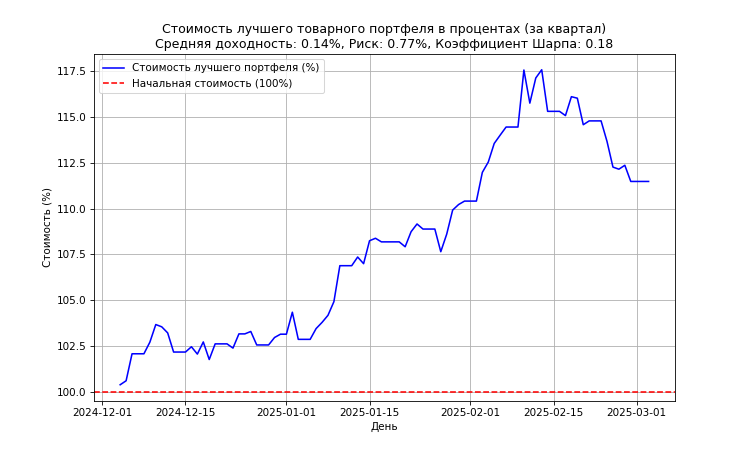 Стоимость лучшего товарного портфеля в процентах (за квартал)
Средняя доходность: 0.14%, Риск: 0.77%, Коэффициент Шарпа: 0.18
Стоимость лучшего портфеля (%)
Начальная стоимость (100%)
Стоимость (%)
117.5
115.0
112.5
110.0
107.5
105.0
102.5
100.0
2024-12-01 2024-12-15 2025-01-01 2025-01-15 2025-02-01 2025-02-15 2025-03-01
День